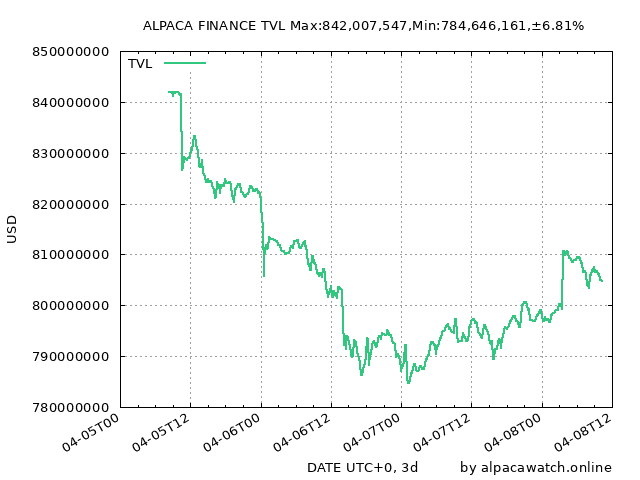 ALPACA FINANCE TVL Max:842,007,547,Min:784,646,161,±6.81%
850000000
TVL
840000000
830000000
820000000
USD
810000000
800000000
790000000
780000000
04-05T00 04-05T12 04-06T00 04-06T12 04-07T00 04-07T12 04-08T00 04-08T12
DATE UTC+0, 3d by alpacawatch.online